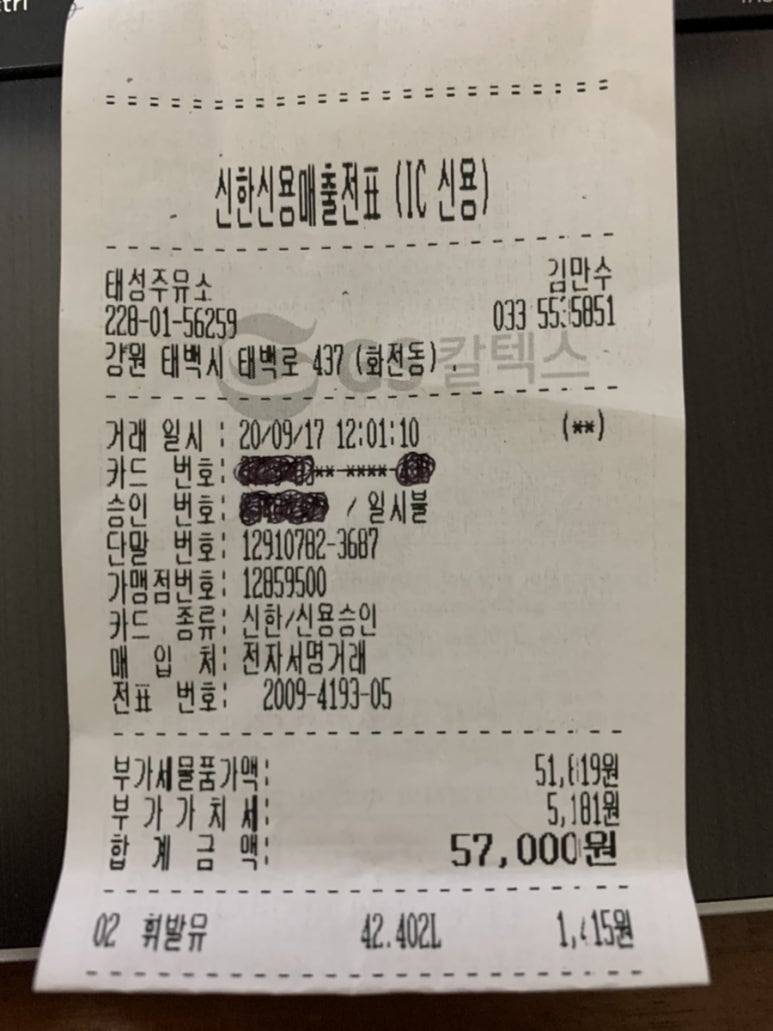 신한신용매출전표 (IC 신용)
태성주유소 김만수
228-01-56259 033
강원 태백시 태백로 437 (화전동).
GS칼텍스
거래 일시 : 20/09/17 12:01:10 (**)
카드 번호: **-****-
승인 번호: / 일시불
단말 번호: 12910782-3687
가맹점번호: 12859500
카드 종류: 신한/신용승인
매 입 처: 전자서명거래
전표 번호: 2009-4193-05
부가세물품가액: 51,819원
부 가 가 치 세: 5,181원
합 계 금 액: 57,000원
02 휘발유 42.402L